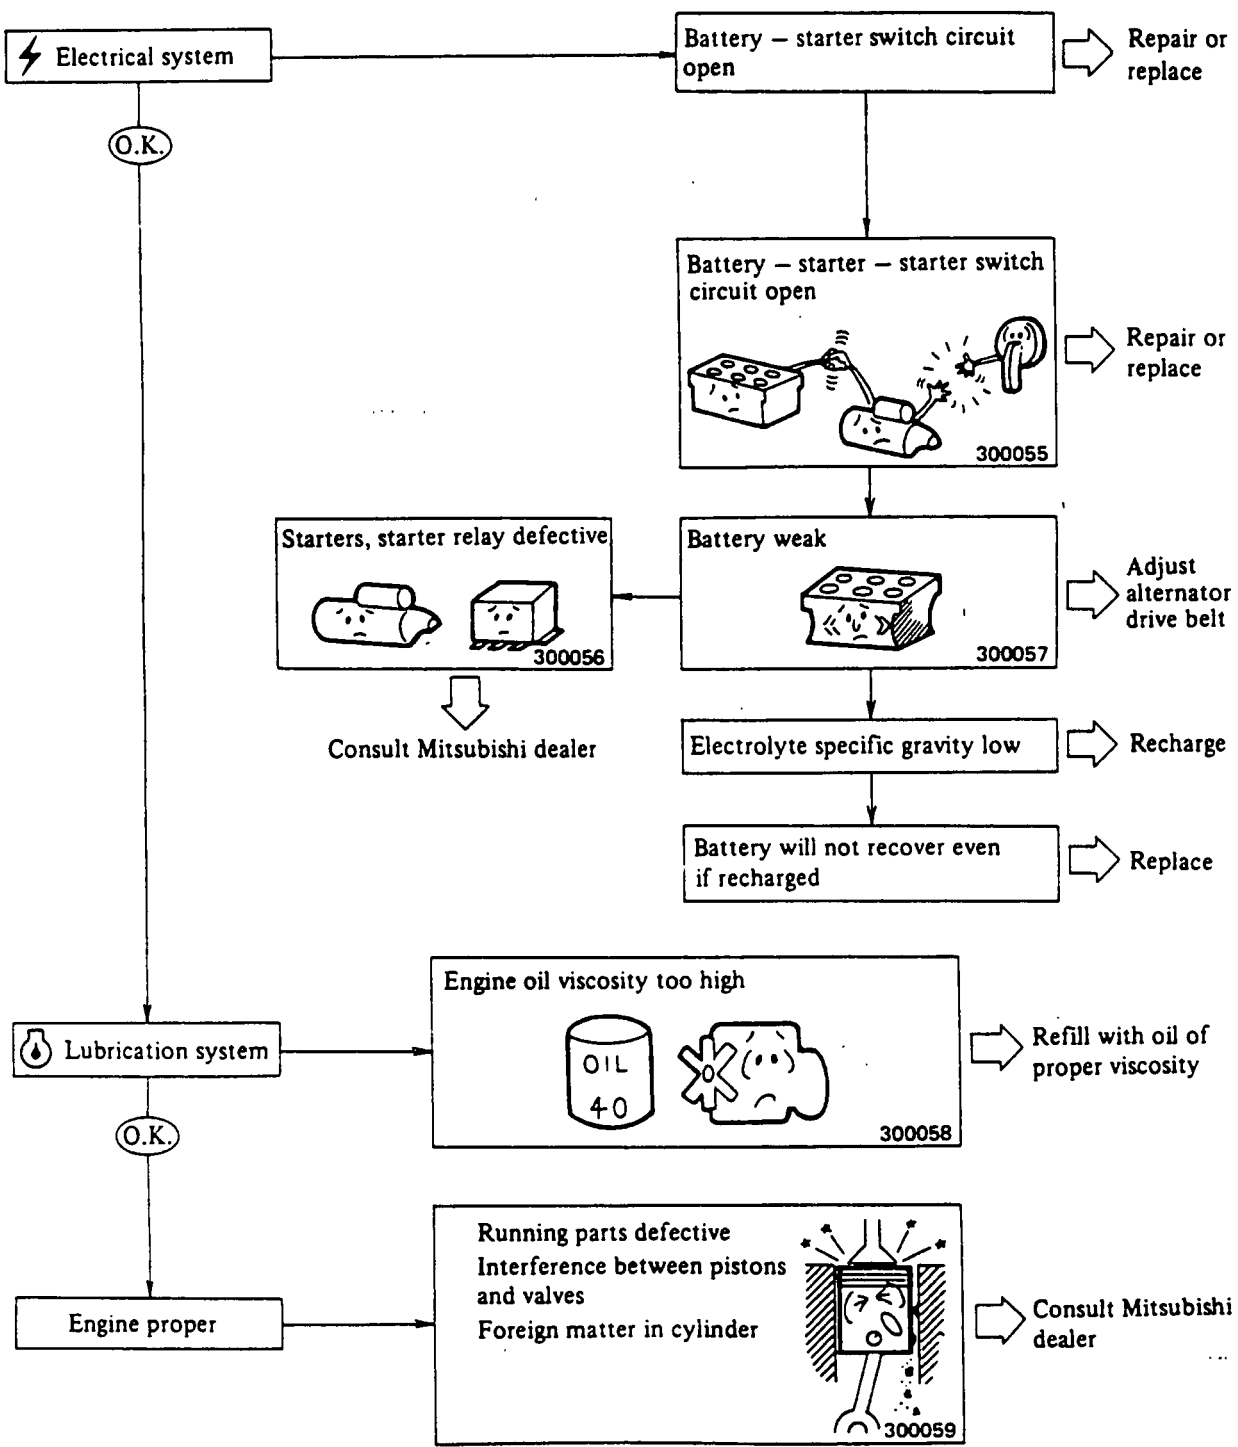 Electrical system
Battery – starter switch circuit
open
Repair or
replace
O.K.
Battery – starter – starter switch
circuit open
300055
Repair or
replace
Starters, starter relay defective
300056
Consult Mitsubishi dealer
Battery weak
300057
Adjust
alternator
drive belt
Electrolyte specific gravity low
Recharge
Battery will not recover even
if recharged
Replace
Lubrication system
Engine oil viscosity too high
OIL
40
300058
Refill with oil of
proper viscosity
O.K.
Engine proper
Running parts defective
Interference between pistons
and valves
Foreign matter in cylinder
300059
Consult Mitsubishi
dealer